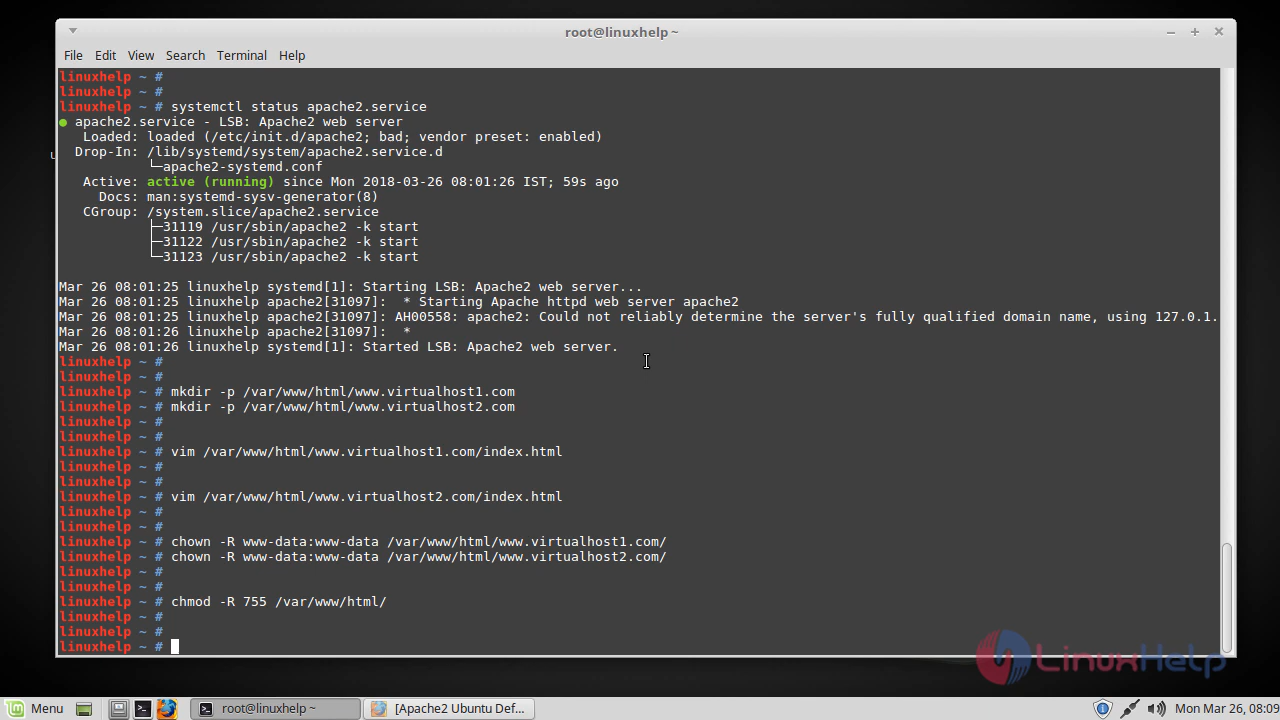 root@linuxhelp ~
File Edit View Search Terminal Help
linuxhelp ~ #
linuxhelp ~ #
linuxhelp ~ # systemctl status apache2.service
● apache2.service - LSB: Apache2 web server
   Loaded: loaded (/etc/init.d/apache2; bad; vendor preset: enabled)
  Drop-In: /lib/systemd/system/apache2.service.d
           └─apache2-systemd.conf
   Active: active (running) since Mon 2018-03-26 08:01:26 IST; 59s ago
     Docs: man:systemd-sysv-generator(8)
   CGroup: /system.slice/apache2.service
           ├─31119 /usr/sbin/apache2 -k start
           ├─31122 /usr/sbin/apache2 -k start
           └─31123 /usr/sbin/apache2 -k start
Mar 26 08:01:25 linuxhelp systemd[1]: Starting LSB: Apache2 web server...
Mar 26 08:01:25 linuxhelp apache2[31097]:  * Starting Apache httpd web server apache2
Mar 26 08:01:25 linuxhelp apache2[31097]: AH00558: apache2: Could not reliably determine the server's fully qualified domain name, using 127.0.1.
Mar 26 08:01:26 linuxhelp apache2[31097]:  *
Mar 26 08:01:26 linuxhelp systemd[1]: Started LSB: Apache2 web server.
linuxhelp ~ #
linuxhelp ~ #
linuxhelp ~ # mkdir -p /var/www/html/www.virtualhost1.com
linuxhelp ~ # mkdir -p /var/www/html/www.virtualhost2.com
linuxhelp ~ #
linuxhelp ~ #
linuxhelp ~ # vim /var/www/html/www.virtualhost1.com/index.html
linuxhelp ~ #
linuxhelp ~ #
linuxhelp ~ # vim /var/www/html/www.virtualhost2.com/index.html
linuxhelp ~ #
linuxhelp ~ #
linuxhelp ~ # chown -R www-data:www-data /var/www/html/www.virtualhost1.com/
linuxhelp ~ # chown -R www-data:www-data /var/www/html/www.virtualhost2.com/
linuxhelp ~ #
linuxhelp ~ #
linuxhelp ~ # chmod -R 755 /var/www/html/
linuxhelp ~ #
linuxhelp ~ #
linuxhelp ~ #
LinuxHelp
Menu root@linuxhelp ~ [Apache2 Ubuntu Def... Mon Mar 26, 08:09